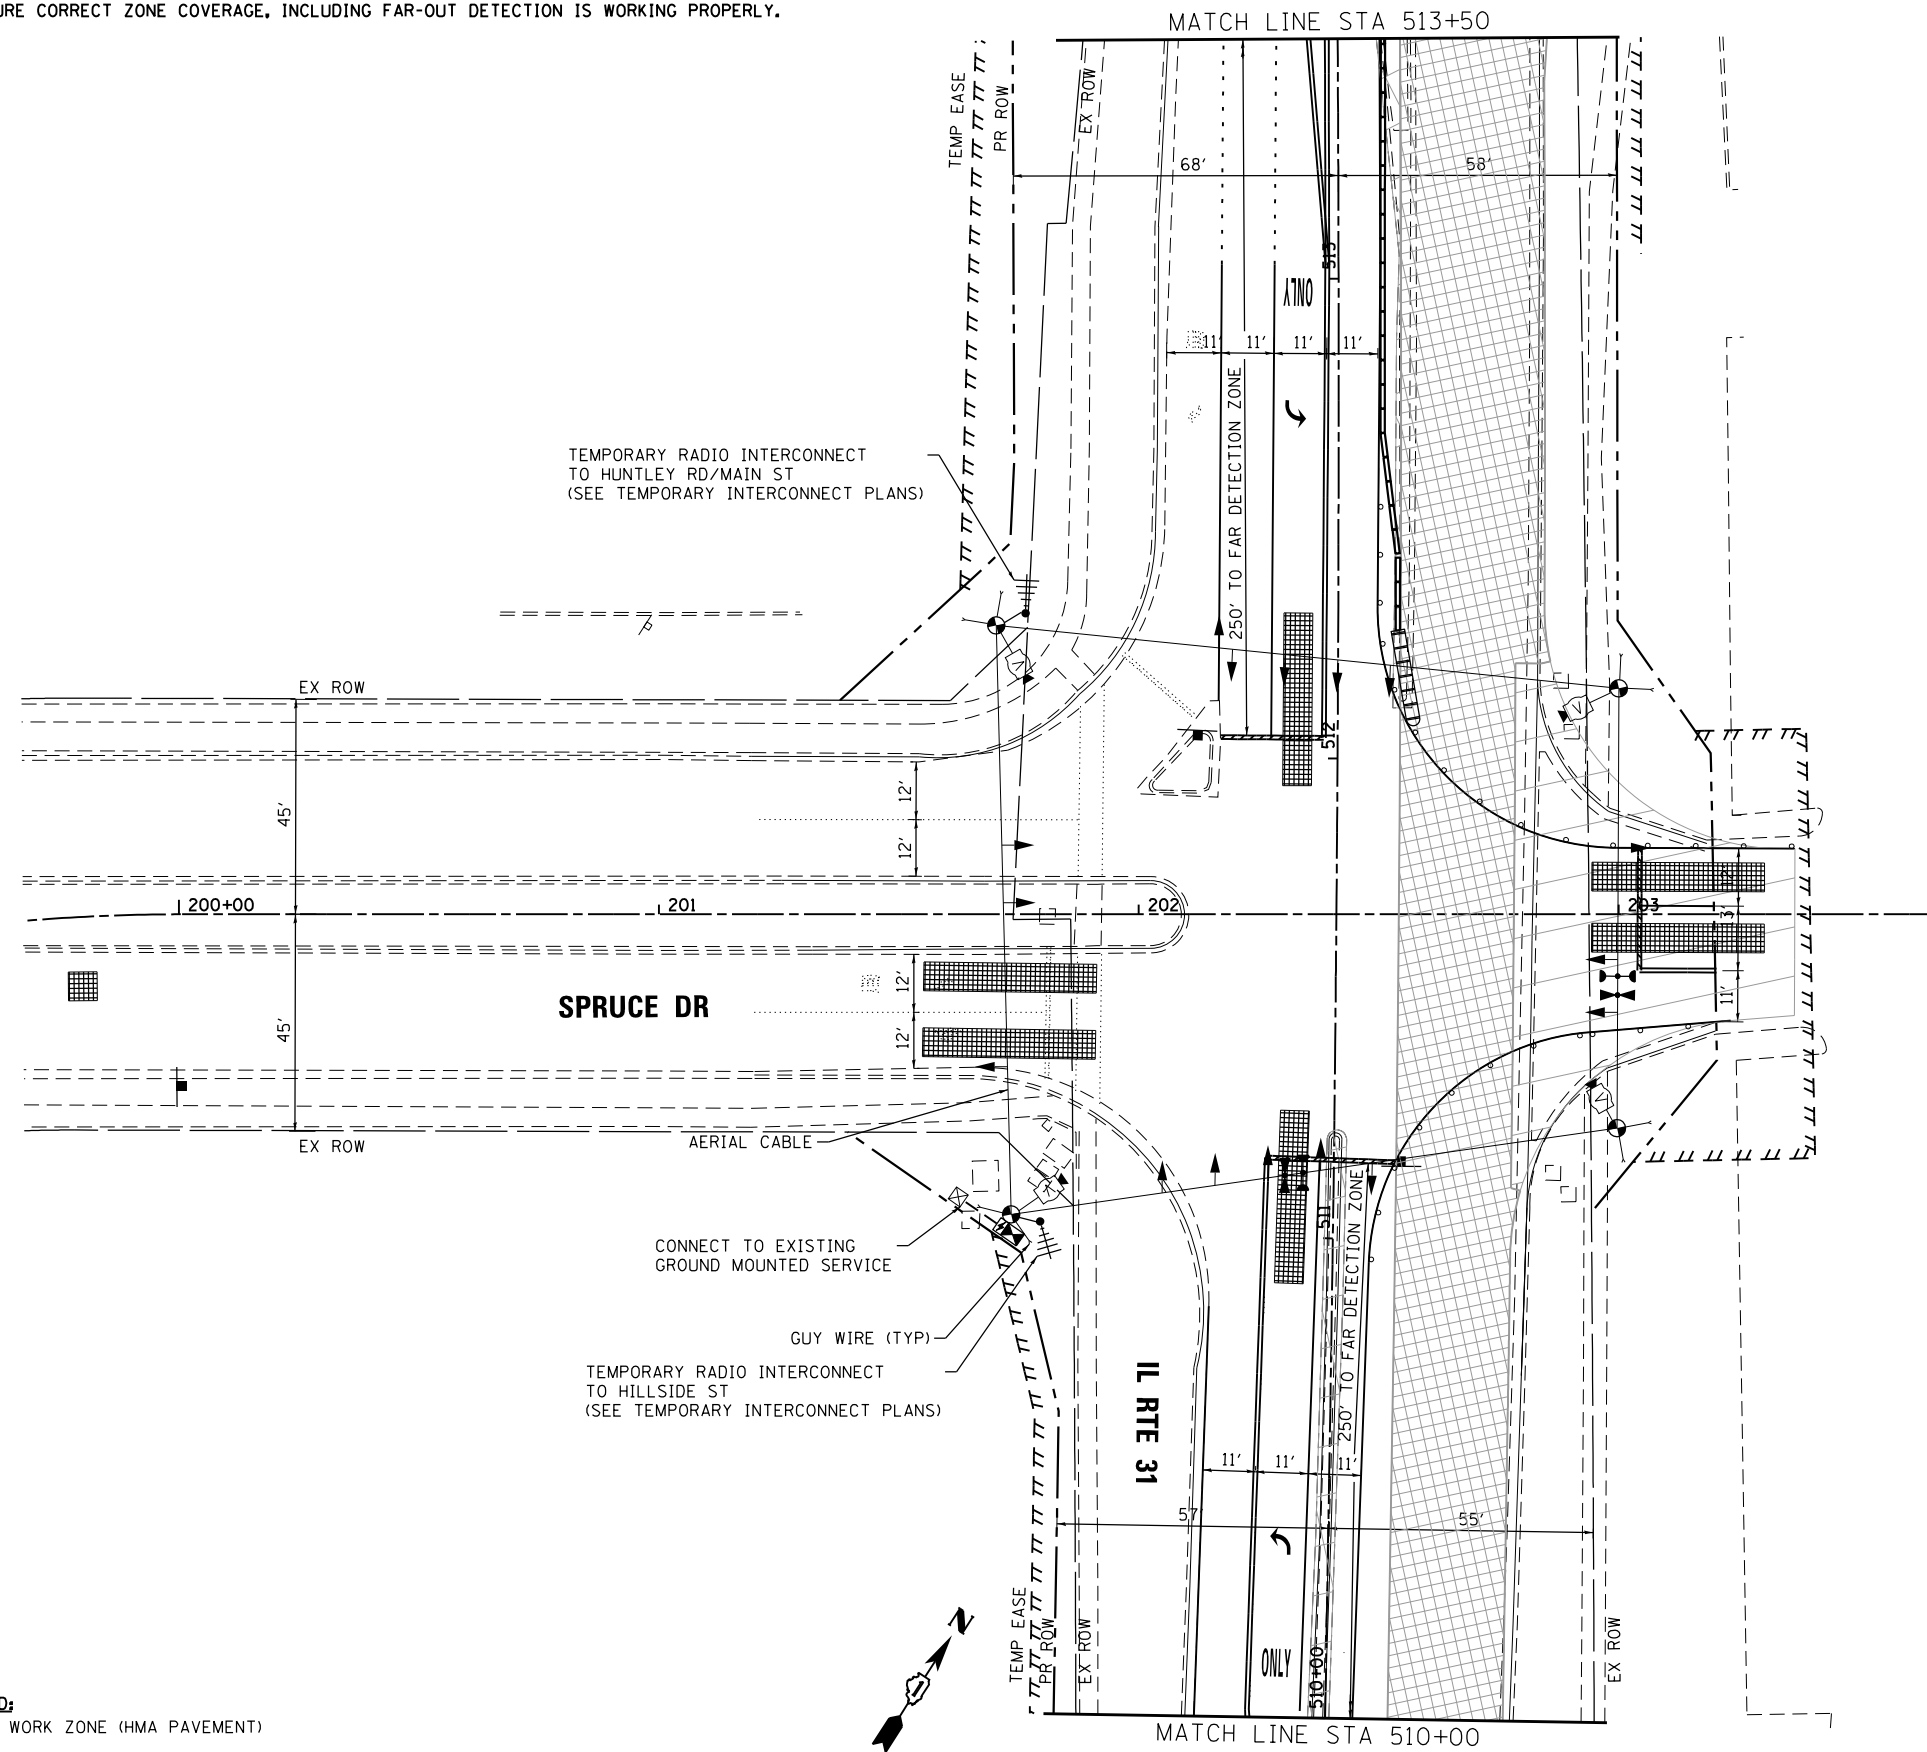 URE CORRECT ZONE COVERAGE, INCLUDING FAR-OUT DETECTION IS WORKING PROPERLY.
MATCH LINE STA 513+50
TEMP EASE
PR ROW
EX ROW
68'
58'
513
ONLY
11'
11'
11'
11'
250' TO FAR DETECTION ZONE
TEMPORARY RADIO INTERCONNECT
TO HUNTLEY RD/MAIN ST
(SEE TEMPORARY INTERCONNECT PLANS)
EX ROW
512
45'
12'
12'
200+00
201
202
203
12'
13'
11'
SPRUCE DR
12'
12'
45'
EX ROW
AERIAL CABLE
CONNECT TO EXISTING
GROUND MOUNTED SERVICE
511
250' TO FAR DETECTION ZONE
GUY WIRE (TYP)
TEMPORARY RADIO INTERCONNECT
TO HILLSIDE ST
(SEE TEMPORARY INTERCONNECT PLANS)
IL RTE 31
11'
11'
11'
57'
55'
TEMP EASE
PR ROW
EX ROW
ONLY
510+00
EX ROW
N
D:
WORK ZONE (HMA PAVEMENT)
MATCH LINE STA 510+00